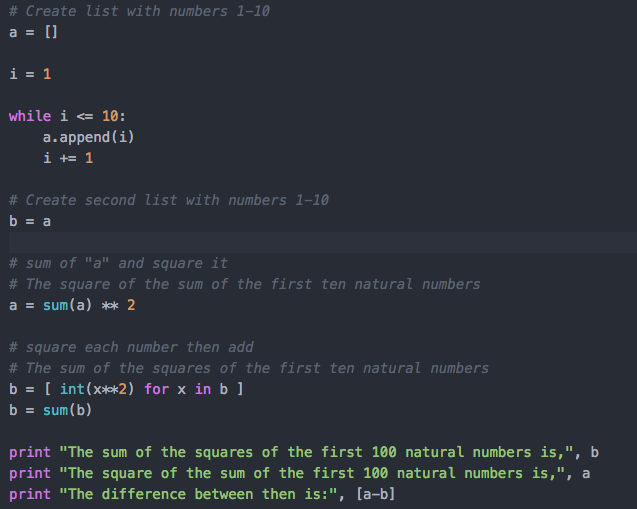 # Create list with numbers 1-10
a = []
i = 1
while i <= 10:
    a.append(i)
    i += 1
# Create second list with numbers 1-10
b = a
# sum of "a" and square it
# The square of the sum of the first ten natural numbers
a = sum(a) ** 2
# square each number then add
# The sum of the squares of the first ten natural numbers
b = [ int(x**2) for x in b ]
b = sum(b)
print "The sum of the squares of the first 100 natural numbers is,", b
print "The square of the sum of the first 100 natural numbers is,", a
print "The difference between then is:", [a-b]